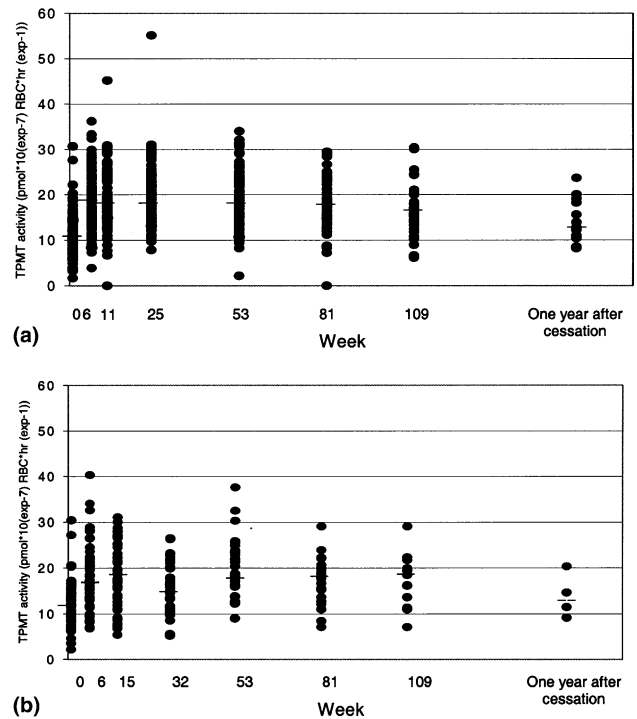 TPMT activity (pmol*10(exp-7) RBC*hr (exp-1))
60
50
40
30
20
10
0
0 6 11 25 53 81 109 One year after
cessation
(a)
Week
TPMT activity (pmol*10(exp-7) RBC*hr (exp-1))
60
50
40
30
20
10
0
0 6 15 32 53 81 109 One year after
cessation
(b)
Week